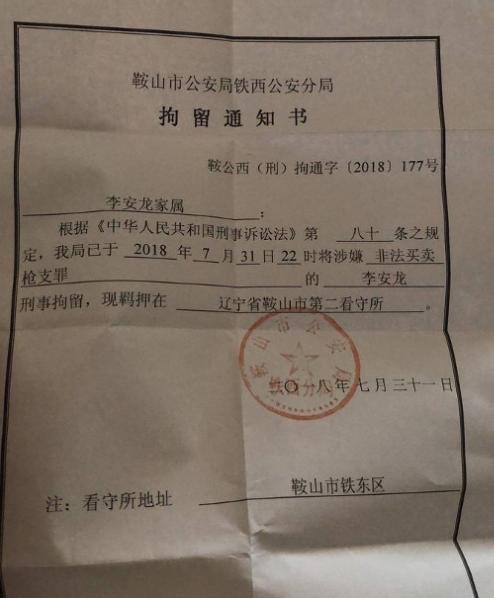 鞍山市公安局铁西公安分局
拘留通知书
鞍公西（刑）拘通字〔2018〕177号
李安龙家属：
根据《中华人民共和国刑事诉讼法》第 八十 条之规
定，我局已于 2018 年 7 月 31 日 22 时将涉嫌 非法买卖
枪支罪 的 李安龙
刑事拘留，现羁押在 辽宁省鞍山市第二看守所 。
鞍山市公安局
铁西分局
二〇一八年七月三十一日
注：看守所地址 鞍山市铁东区